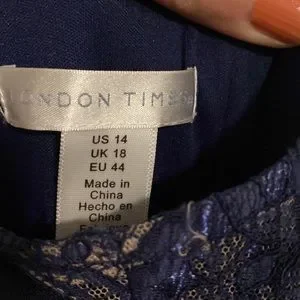 LONDON TIMES
US 14
UK 18
EU 44
Made in
China
Hecho en
China